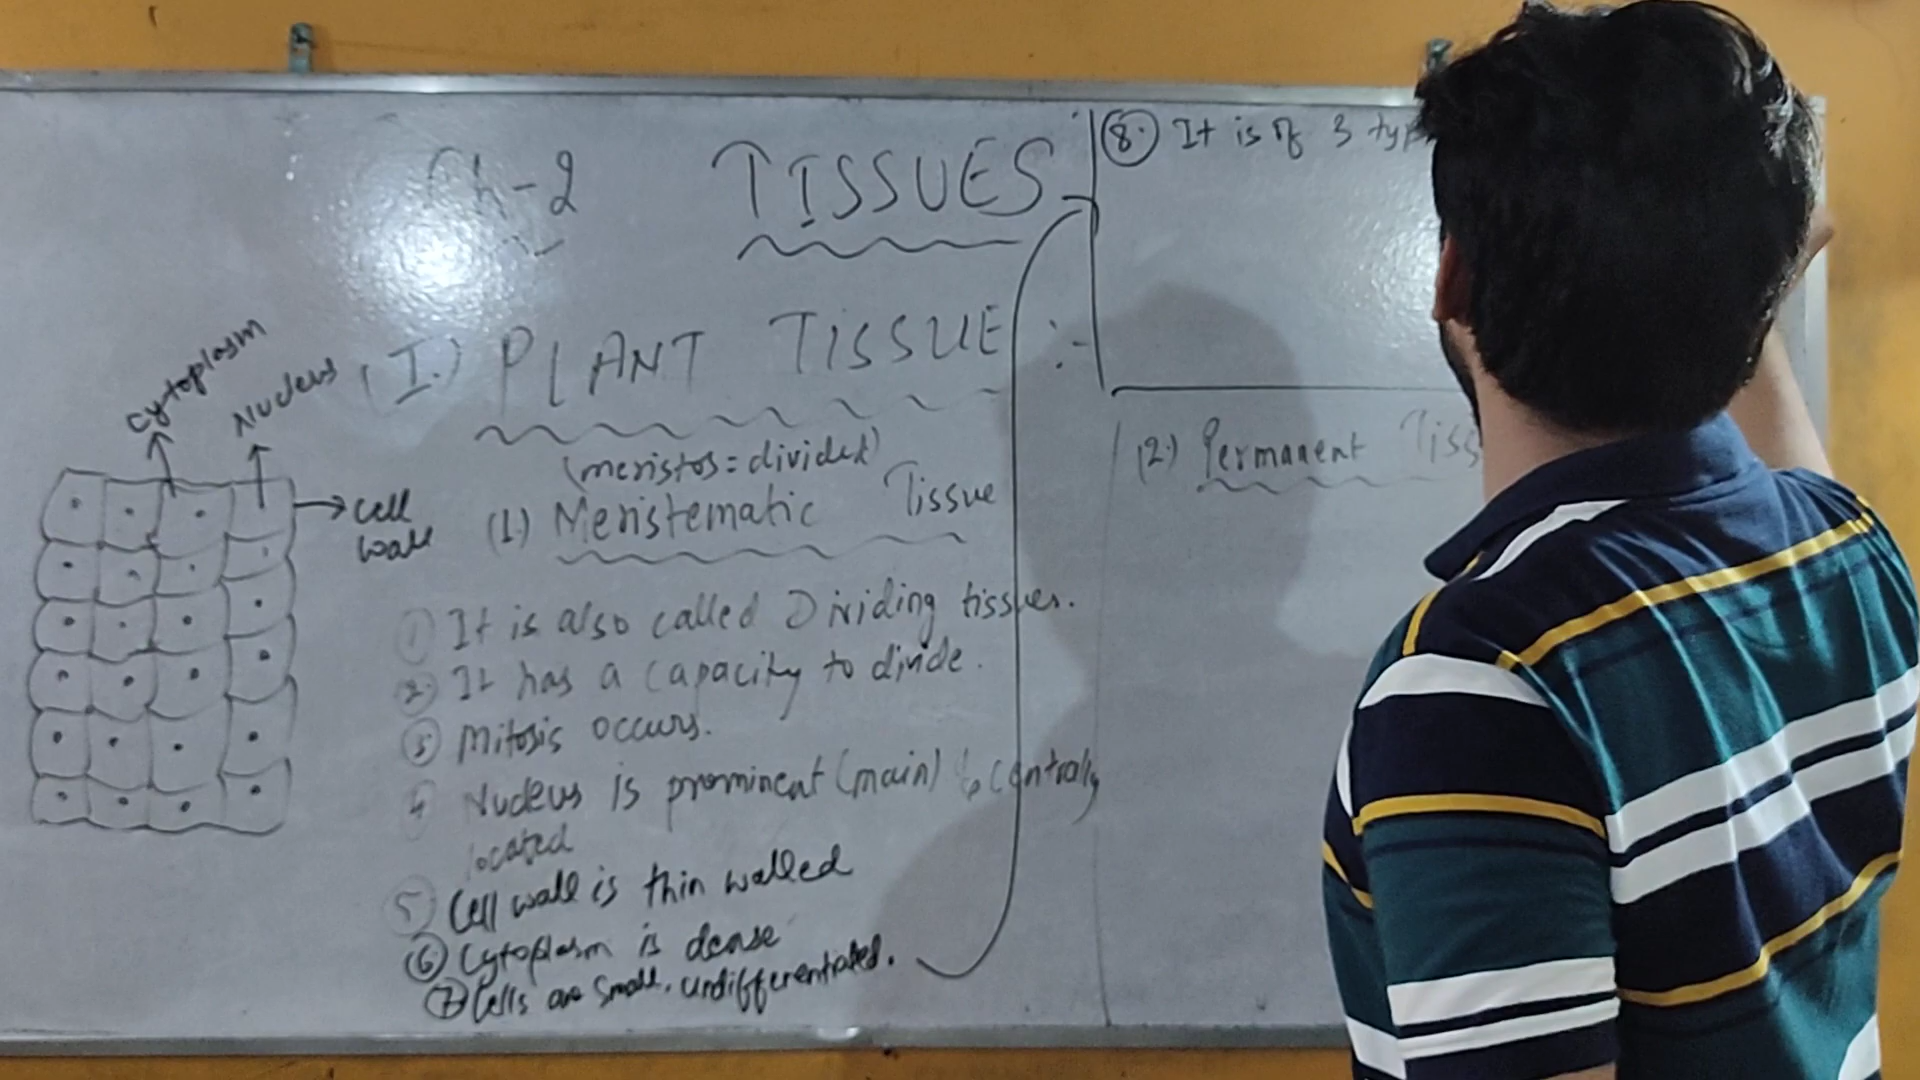 Ch-2 TISSUES
(I.) PLANT TISSUE :-
(meristos = divided)
(1.) Meristematic Tissue
① It is also called Dividing tissues.
②. It has a capacity to divide.
③ Mitosis occurs.
4 Nucleus is prominent (main) & centrally
located
⑤ Cell wall is thin walled
⑥ Cytoplasm is dense
⑦ Cells are small, undifferentiated.
Cytoplasm
Nucleus
Cell
wall
⑧. It is of 3
(2.) Permanent